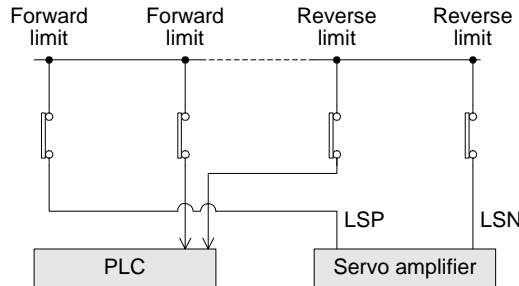 Forward
limit
Forward
limit
Reverse
limit
Reverse
limit
LSP
LSN
PLC
Servo amplifier